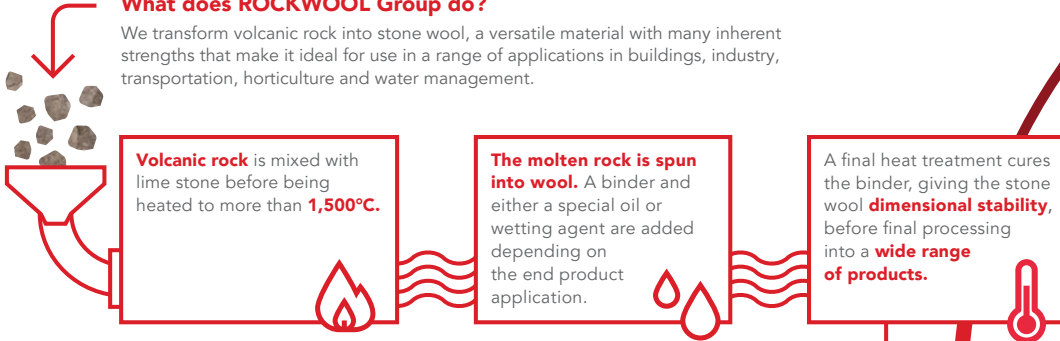 What does ROCKWOOL Group do?
We transform volcanic rock into stone wool, a versatile material with many inherent
strengths that make it ideal for use in a range of applications in buildings, industry,
transportation, horticulture and water management.
Volcanic rock is mixed with
lime stone before being
heated to more than 1,500°C.
The molten rock is spun
into wool. A binder and
either a special oil or
wetting agent are added
depending on
the end product
application.
A final heat treatment cures
the binder, giving the stone
wool dimensional stability,
before final processing
into a wide range
of products.